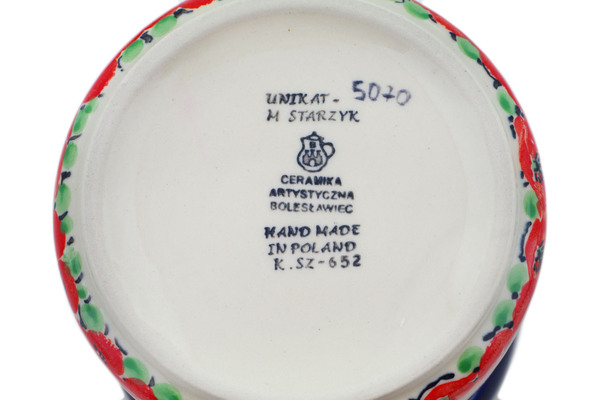 UNIKAT - 5070
M STARZYK
B
CERAMIKA
ARTYSTYCZNA
BOLESŁAWIEC
HAND MADE
IN POLAND
K.SZ-652